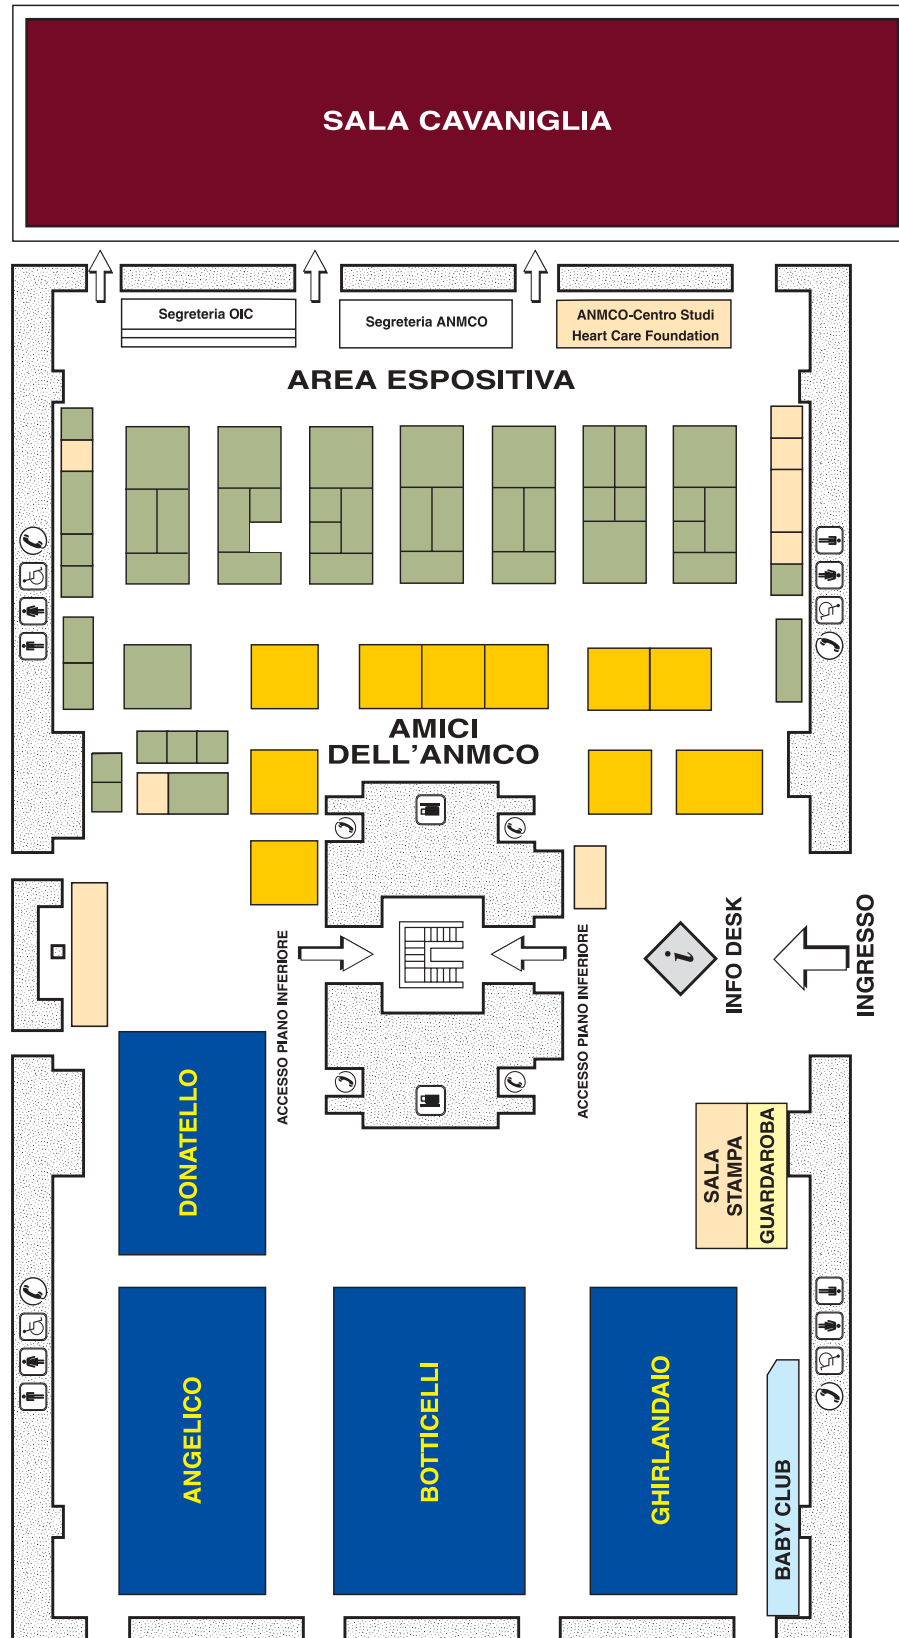 SALA CAVANIGLIA
Segreteria OIC
Segreteria ANMCO
ANMCO-Centro Studi
Heart Care Foundation
AREA ESPOSITIVA
AMICI
DELL'ANMCO
ACCESSO PIANO INFERIORE
ACCESSO PIANO INFERIORE
i
INFO DESK
INGRESSO
DONATELLO
SALA
STAMPA
GUARDAROBA
ANGELICO
BOTTICELLI
GHIRLANDAIO
BABY CLUB